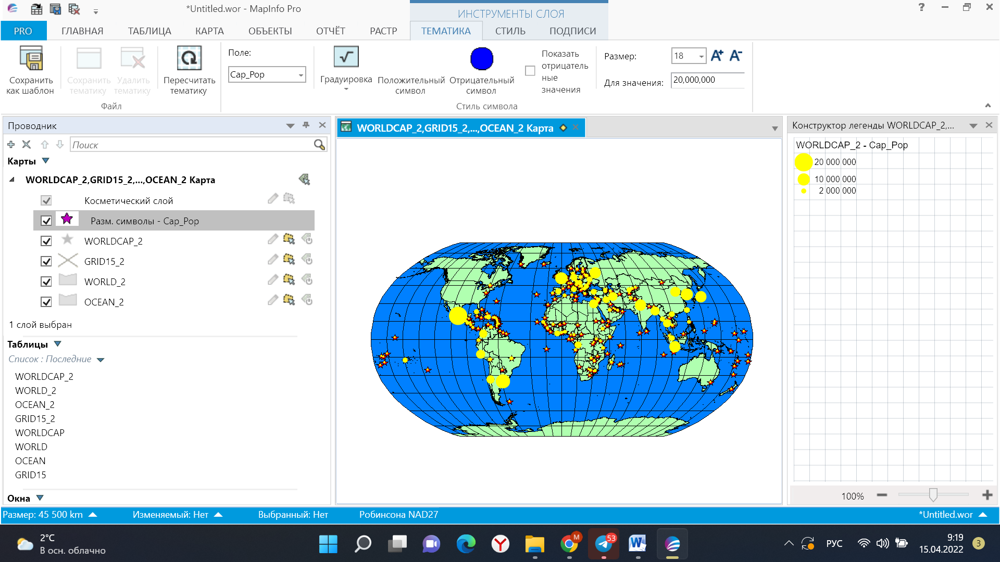 *Untitled.wor - MapInfo Pro
ИНСТРУМЕНТЫ СЛОЯ
?
PRO
ГЛАВНАЯ
ТАБЛИЦА
КАРТА
ОБЪЕКТЫ
ОТЧЁТ
РАСТР
ТЕМАТИКА
СТИЛЬ
ПОДПИСИ
Сохранить
как шаблон
Сохранить
тематику
Удалить
тематику
Файл
Пересчитать
тематику
Поле:
Cap_Pop
Градуировка
Положительный
символ
Отрицательный
символ
Показать
отрицатель
ные
значения
Стиль символа
Размер:
18
A+ A-
Для значения:
20,000,000
Проводник
Поиск
Карты
WORLDCAP_2,GRID15_2,...,OCEAN_2 Карта
Косметический слой
Разм. символы - Cap_Pop
WORLDCAP_2
GRID15_2
WORLD_2
OCEAN_2
1 слой выбран
Таблицы
Список : Последние
WORLDCAP_2
WORLD_2
OCEAN_2
GRID15_2
WORLDCAP
WORLD
OCEAN
GRID15
Окна
WORLDCAP_2,GRID15_2,...,OCEAN_2 Карта
Конструктор легенды WORLDCAP_2,...
WORLDCAP_2 - Cap_Pop
20 000 000
10 000 000
2 000 000
100%
Размер: 45 500 km
Изменяемый: Нет
Выбранный: Нет
Робинсона NAD27
*Untitled.wor
2°C
В осн. облачно
M
53
РУС
9:19
15.04.2022
3